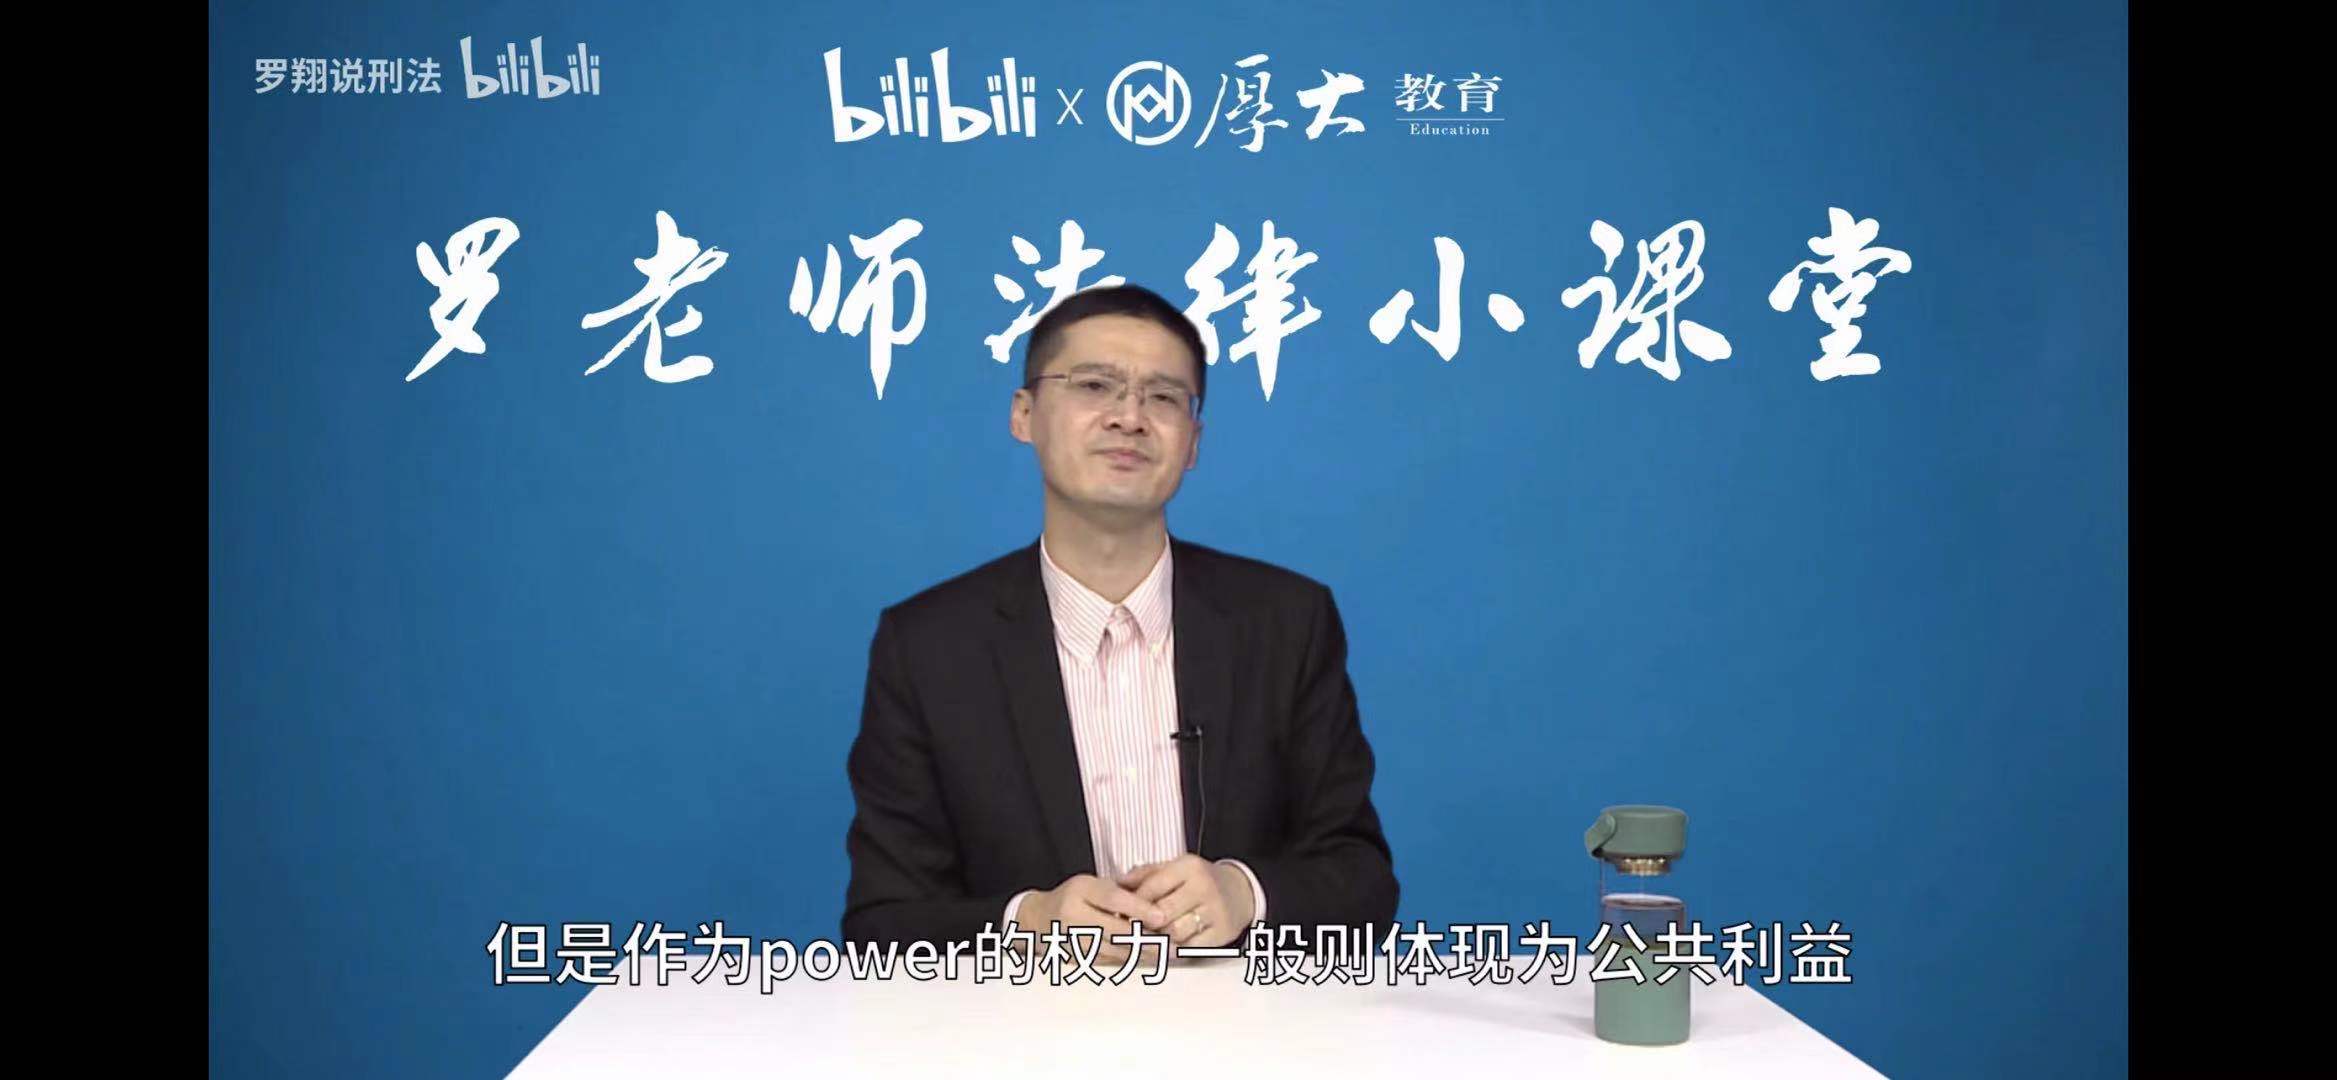 罗翔说刑法 bilibili
bilibili X 厚大 教育
Education
罗老师法律小课堂
但是作为power的权力一般则体现为公共利益